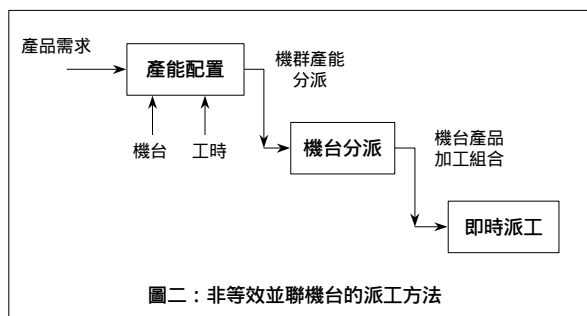 產品需求
產能配置
機群產能
分派
機台
工時
機台分派
機台產品
加工組合
即時派工
圖二：非等效並聯機台的派工方法